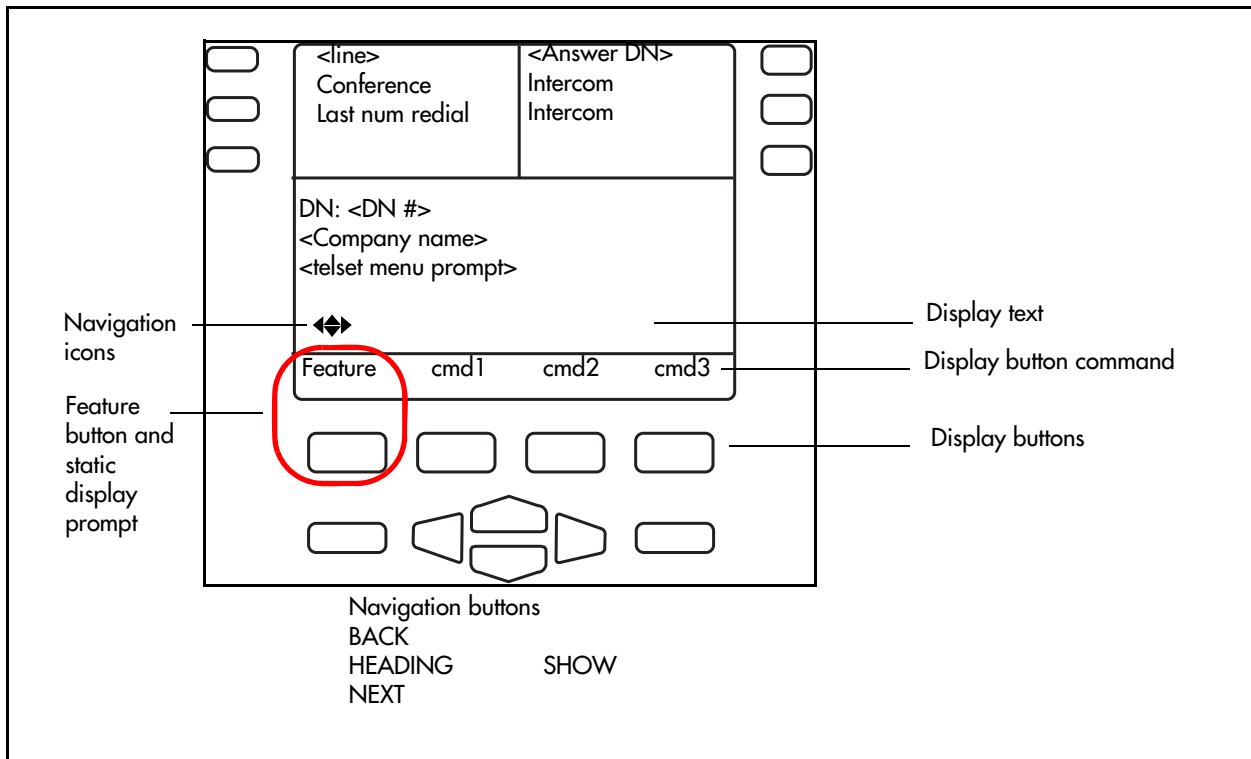 <line>
Conference
Last num redial
<Answer DN>
Intercom
Intercom
DN: <DN #>
<Company name>
<telset menu prompt>
Navigation
icons
Display text
Feature cmd1 cmd2 cmd3
Display button command
Feature
button and
static
display
prompt
Display buttons
Navigation buttons
BACK
HEADING SHOW
NEXT